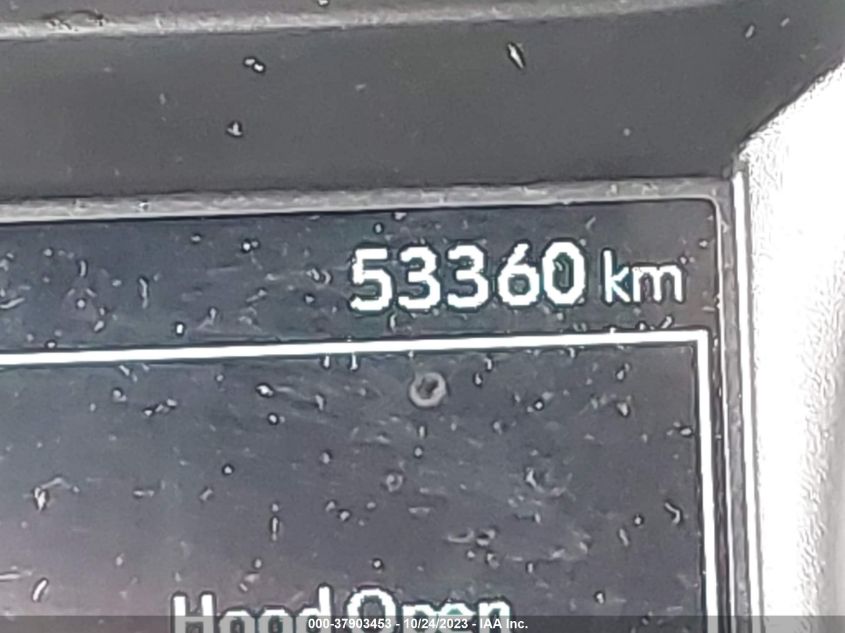 53360 km
Hood Open
000-37903453 - 10/24/2023 - IAA Inc.